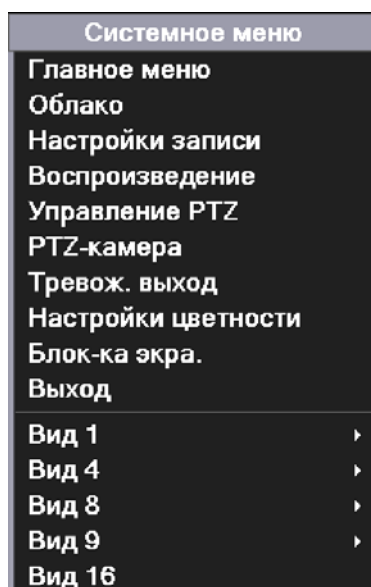 Системное меню
Главное меню
Облако
Настройки записи
Воспроизведение
Управление PTZ
PTZ-камера
Тревож. выход
Настройки цветности
Блок-ка экра.
Выход
Вид 1
Вид 4
Вид 8
Вид 9
Вид 16